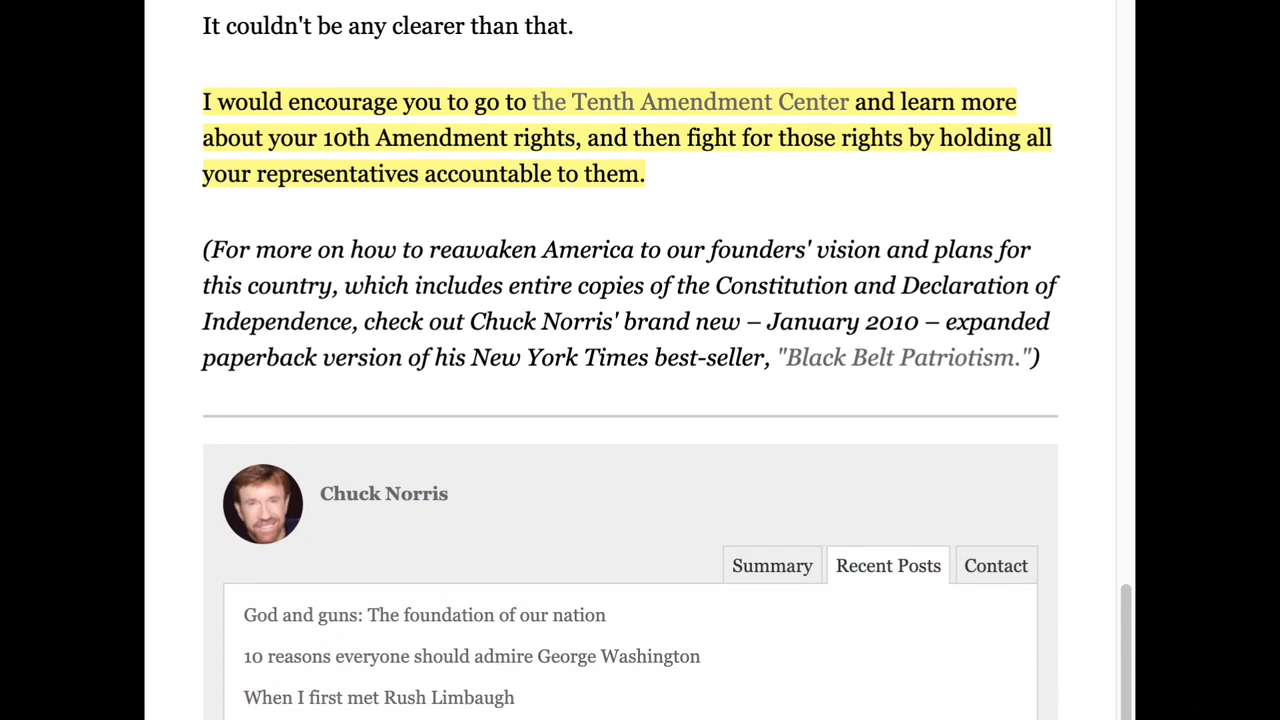 It couldn't be any clearer than that.
I would encourage you to go to the Tenth Amendment Center and learn more
about your 10th Amendment rights, and then fight for those rights by holding all
your representatives accountable to them.
(For more on how to reawaken America to our founders' vision and plans for
this country, which includes entire copies of the Constitution and Declaration of
Independence, check out Chuck Norris' brand new – January 2010 – expanded
paperback version of his New York Times best-seller, "Black Belt Patriotism.")
Chuck Norris
Summary Recent Posts Contact
God and guns: The foundation of our nation
10 reasons everyone should admire George Washington
When I first met Rush Limbaugh